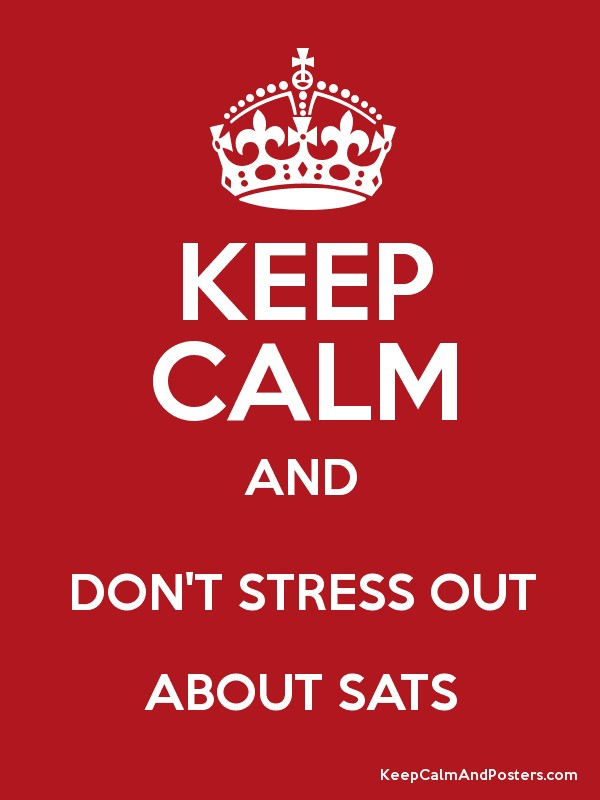 KEEP
CALM
AND
DON'T STRESS OUT
ABOUT SATS
KeepCalmAndPosters.com